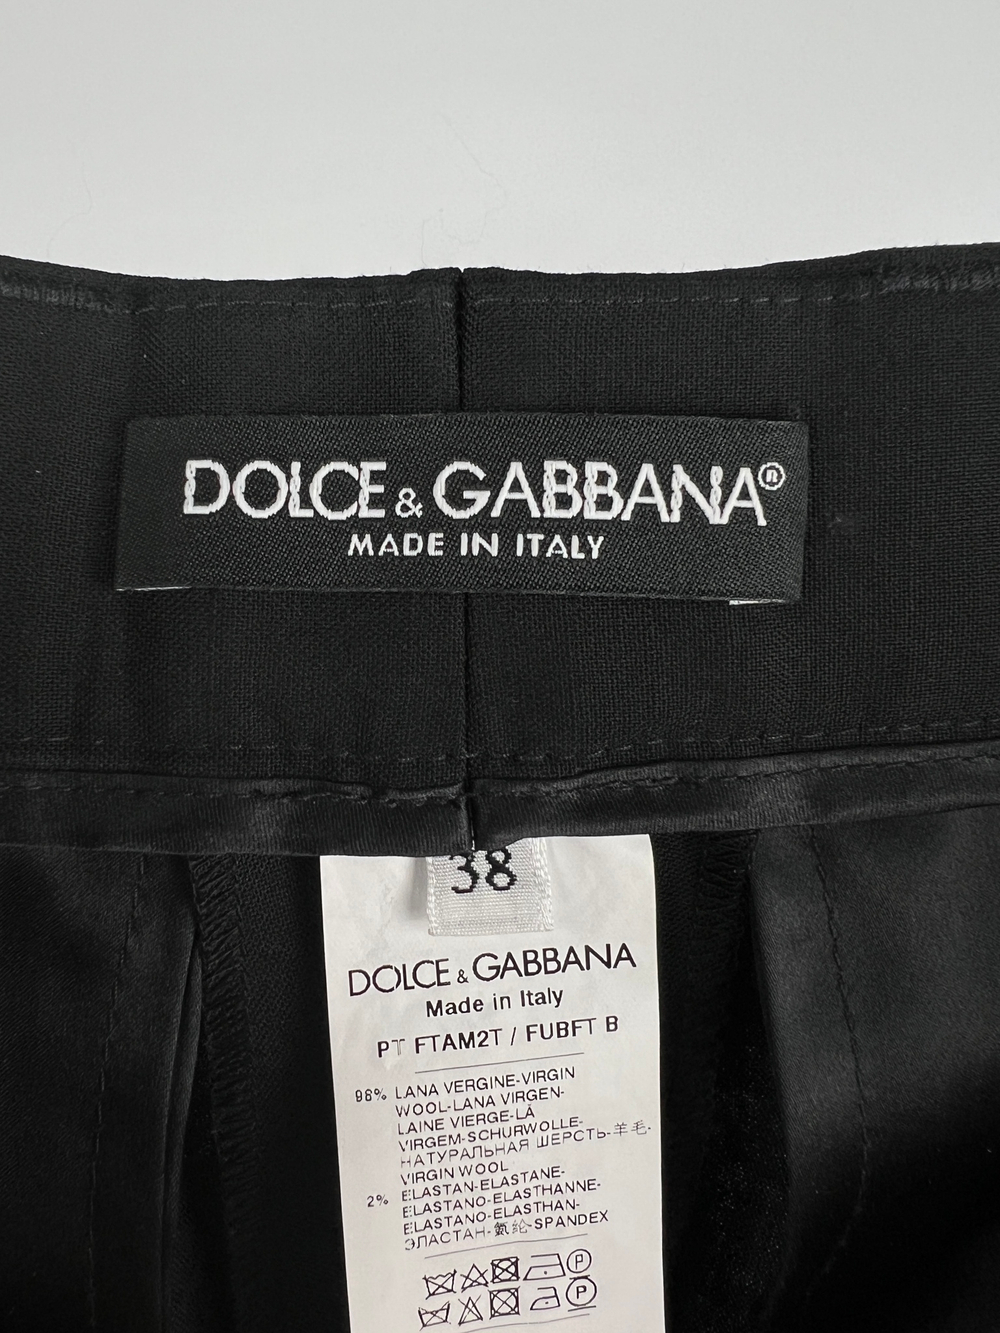 DOLCE & GABBANA®
MADE IN ITALY
38
DOLCE & GABBANA
Made in Italy
PT FTAM2T / FUBFT B
98% LANA VERGINE-VIRGIN
WOOL-LANA VIRGEN-
LAINE VIERGE-LÃ
VIRGEM-SCHURWOLLE-
НАТУРАЛЬНАЯ ШЕРСТЬ-羊毛-
VIRGIN WOOL
2% ELASTAN-ELASTANE-
ELASTANO-ELASTHANNE-
ELASTANO-ELASTHAN-
ЭЛАСТАН-氨纶-SPANDEX
P
P